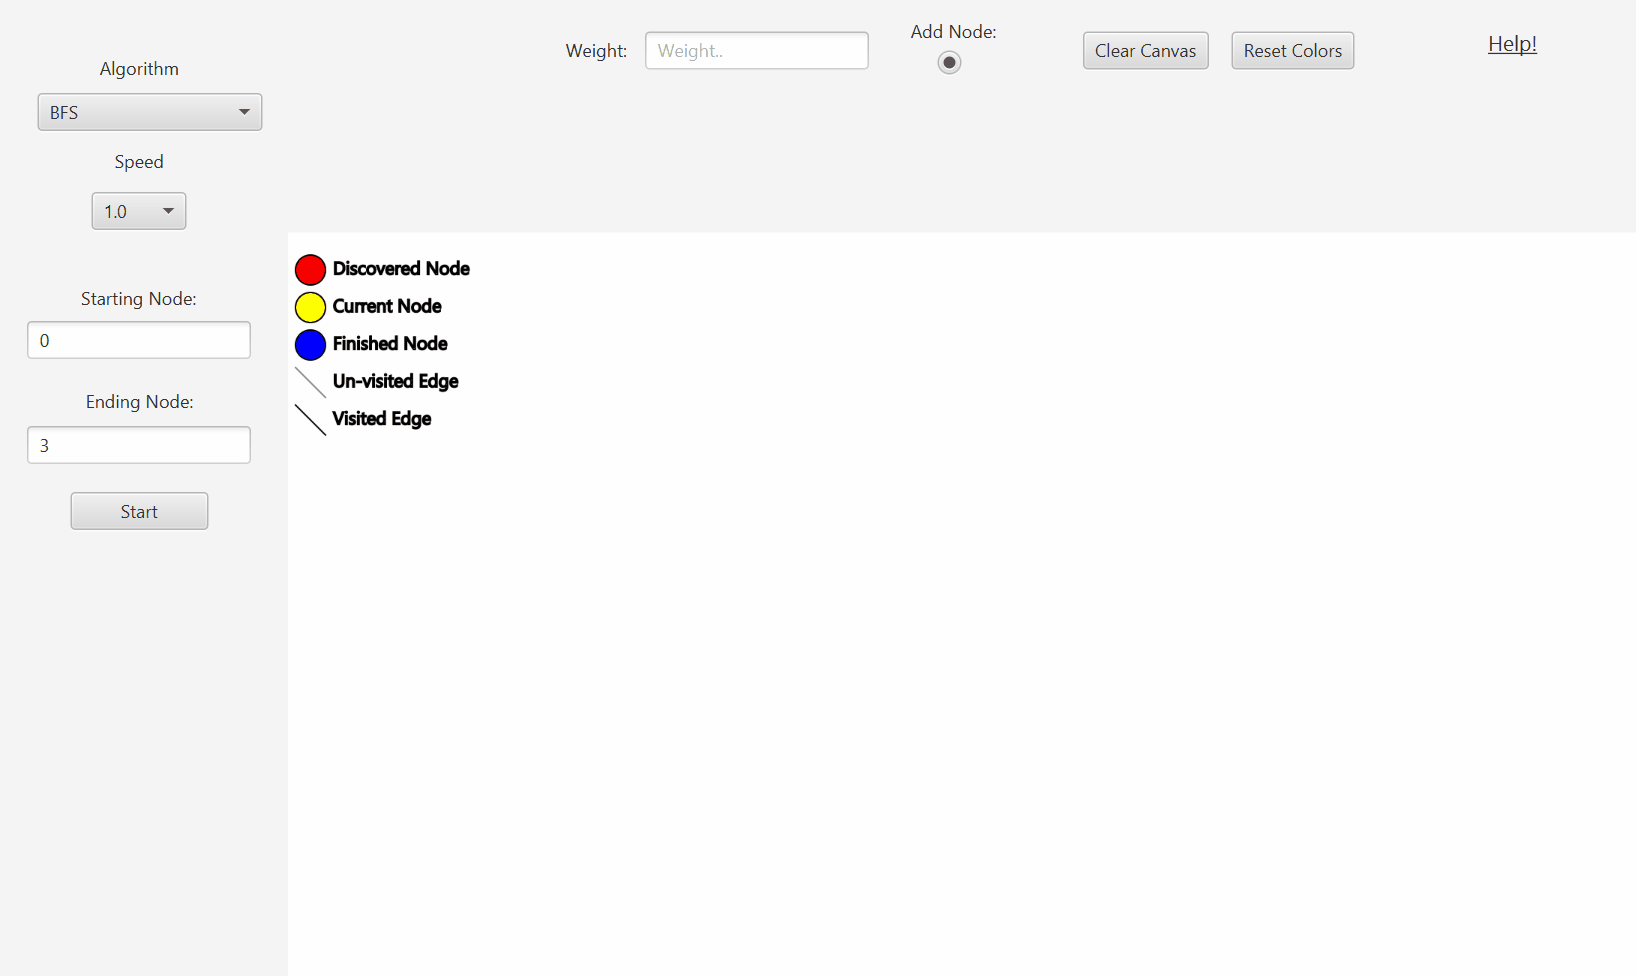 Algorithm
BFS
Speed
1.0
Starting Node:
0
Ending Node:
3
Start
Weight:
Weight..
Add Node:
Clear Canvas
Reset Colors
Help!
Discovered Node
Current Node
Finished Node
Un-visited Edge
Visited Edge